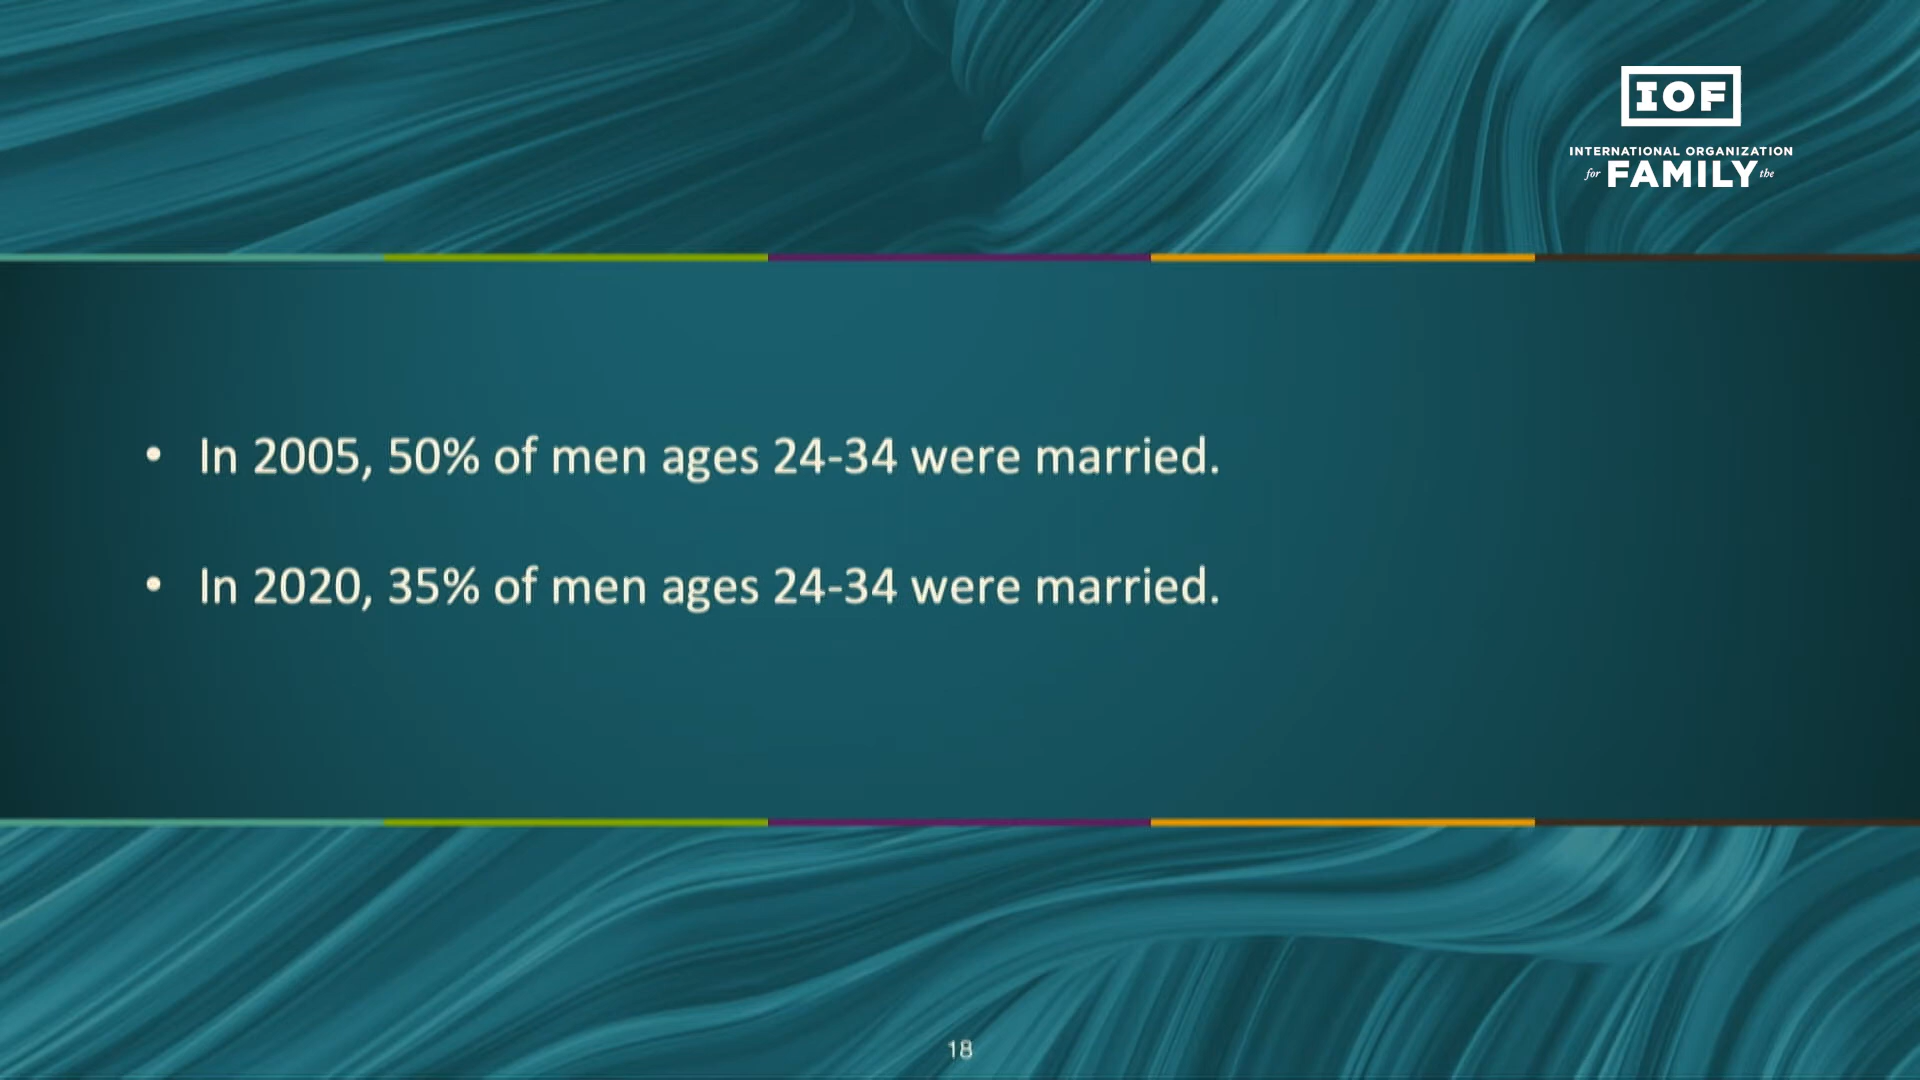 IOF
INTERNATIONAL ORGANIZATION
for FAMILY the
• In 2005, 50% of men ages 24-34 were married.
• In 2020, 35% of men ages 24-34 were married.
18